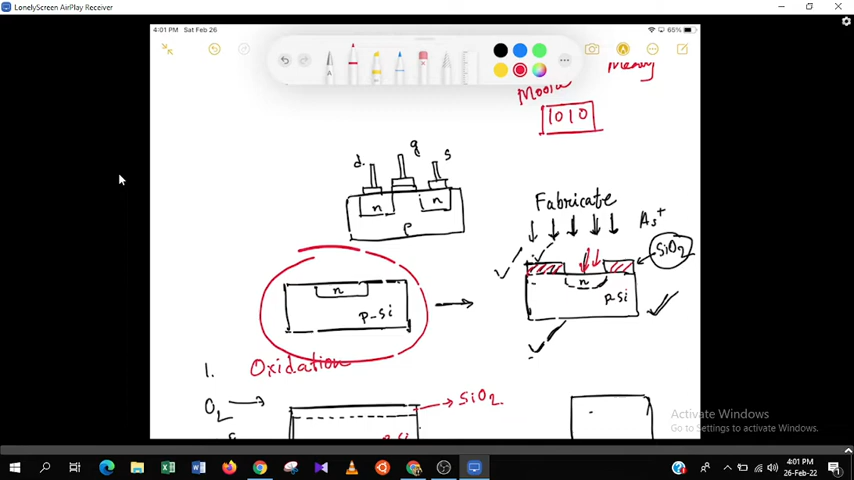 LonelyScreen AirPlay Receiver
4:01 PM Sat Feb 26
65%
Memory
1010
d g s
n n
p
Fabricate
As+
SiO2
n
p-Si
n
p-Si
1. Oxidation
O2
SiO2
p-Si
Activate Windows
Go to Settings to activate Windows.
4:01 PM
26-Feb-22